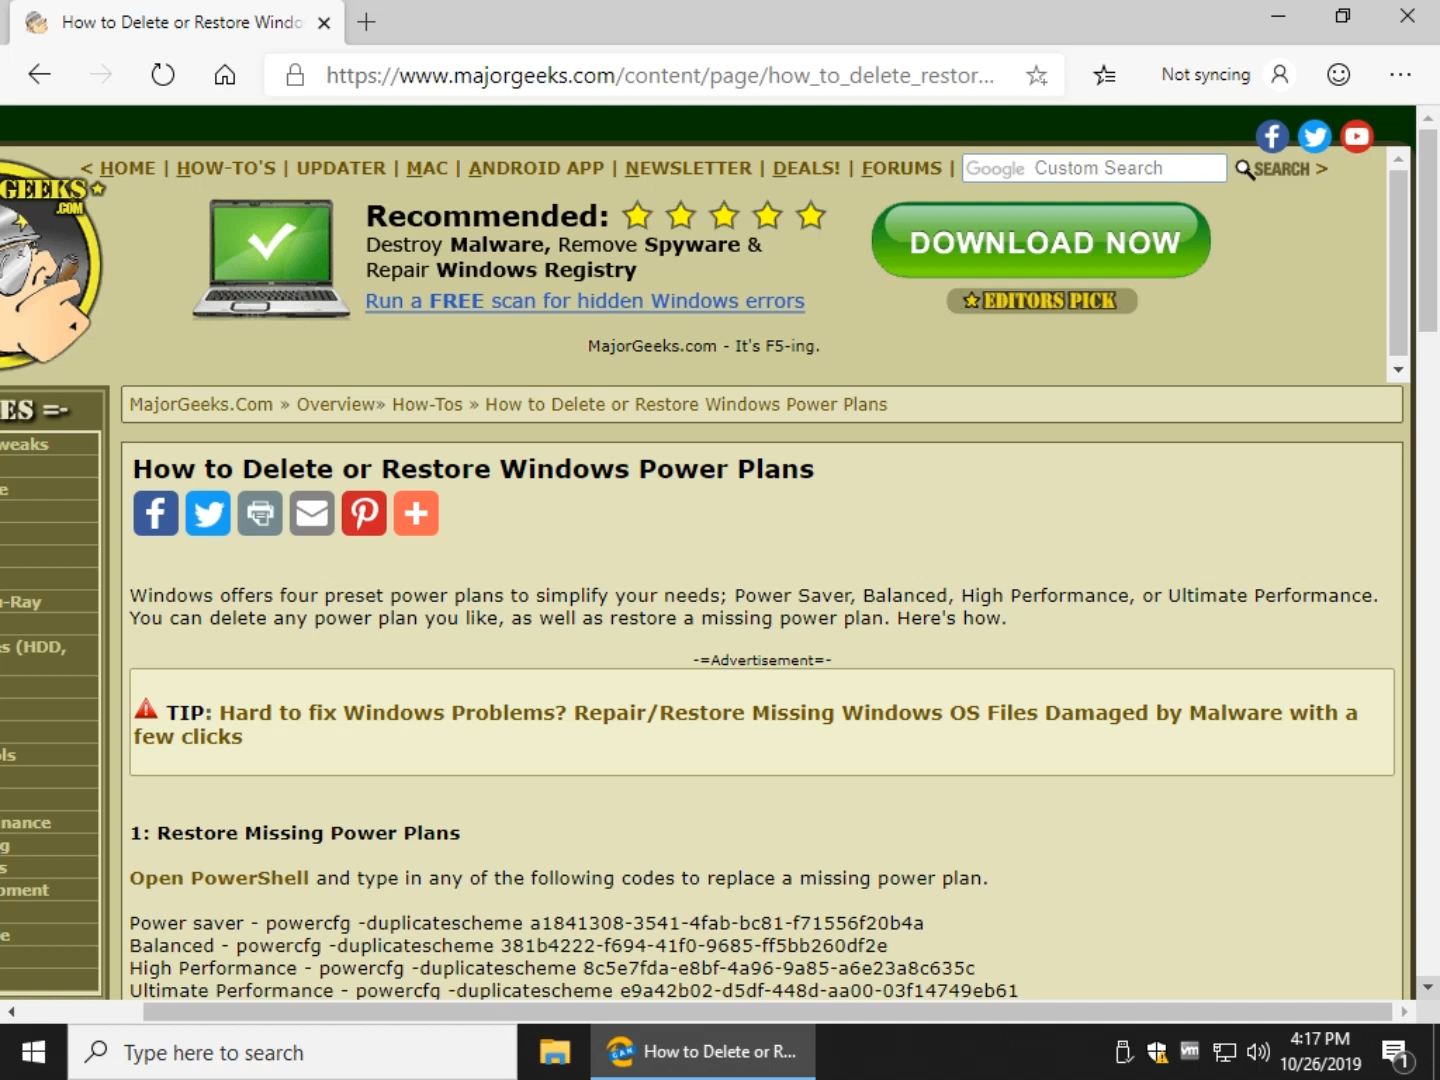 How to Delete or Restore Windo
https://www.majorgeeks.com/content/page/how_to_delete_restor...
Not syncing
< HOME | HOW-TO'S | UPDATER | MAC | ANDROID APP | NEWSLETTER | DEALS! | FORUMS |
Google Custom Search
SEARCH >
GEEKS
.COM
Recommended:
Destroy Malware, Remove Spyware &
Repair Windows Registry
Run a FREE scan for hidden Windows errors
DOWNLOAD NOW
EDITORS PICK
MajorGeeks.com - It's F5-ing.
ES =-
weaks
e
-Ray
s (HDD,
ls
nance
g
s
pment
e
MajorGeeks.Com » Overview» How-Tos » How to Delete or Restore Windows Power Plans
How to Delete or Restore Windows Power Plans
Windows offers four preset power plans to simplify your needs; Power Saver, Balanced, High Performance, or Ultimate Performance.
You can delete any power plan you like, as well as restore a missing power plan. Here's how.
-=Advertisement=-
TIP: Hard to fix Windows Problems? Repair/Restore Missing Windows OS Files Damaged by Malware with a
few clicks
1: Restore Missing Power Plans
Open PowerShell and type in any of the following codes to replace a missing power plan.
Power saver - powercfg -duplicatescheme a1841308-3541-4fab-bc81-f71556f20b4a
Balanced - powercfg -duplicatescheme 381b4222-f694-41f0-9685-ff5bb260df2e
High Performance - powercfg -duplicatescheme 8c5e7fda-e8bf-4a96-9a85-a6e23a8c635c
Ultimate Performance - powercfg -duplicatescheme e9a42b02-d5df-448d-aa00-03f14749eb61
Type here to search
CAN
How to Delete or R...
vm
4:17 PM
10/26/2019
1